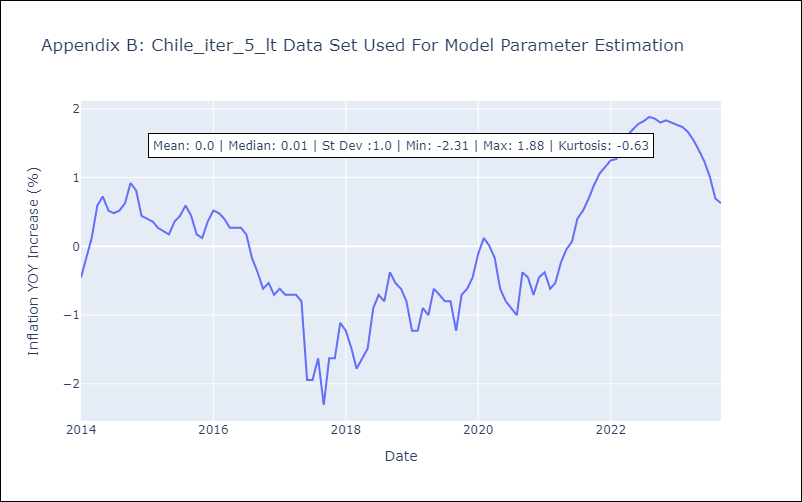 Appendix B: Chile_iter_5_lt Data Set Used For Model Parameter Estimation
Inflation YOY Increase (%)
2
1
0
−1
−2
Mean: 0.0 | Median: 0.01 | St Dev :1.0 | Min: -2.31 | Max: 1.88 | Kurtosis: -0.63
2014
2016
2018
2020
2022
Date